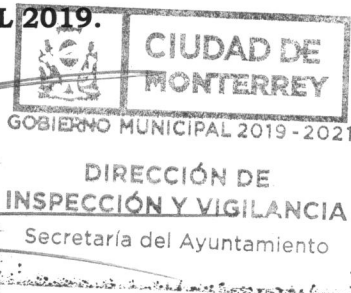 L 2019.
CIUDAD DE
MONTERREY
GOBIERNO MUNICIPAL 2019-2021
DIRECCIÓN DE
INSPECCIÓN Y VIGILANCIA
Secretaría del Ayuntamiento